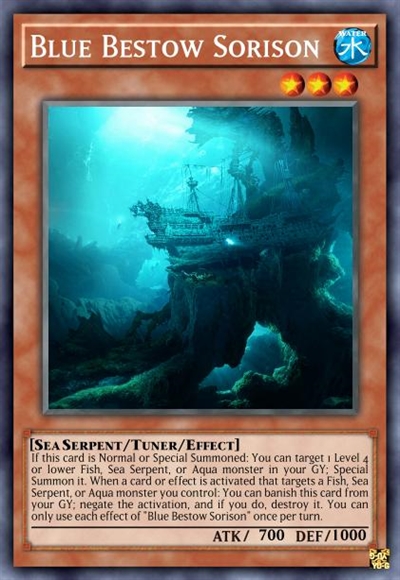 Blue Bestow Sorison
WATER
水
[Sea Serpent/Tuner/Effect]
If this card is Normal or Special Summoned: You can target 1 Level 4
or lower Fish, Sea Serpent, or Aqua monster in your GY; Special
Summon it. When a card or effect is activated that targets a Fish, Sea
Serpent, or Aqua monster you control: You can banish this card from
your GY; negate the activation, and if you do, destroy it. You can
only use each effect of "Blue Bestow Sorison" once per turn.
ATK/ 700 DEF/1000